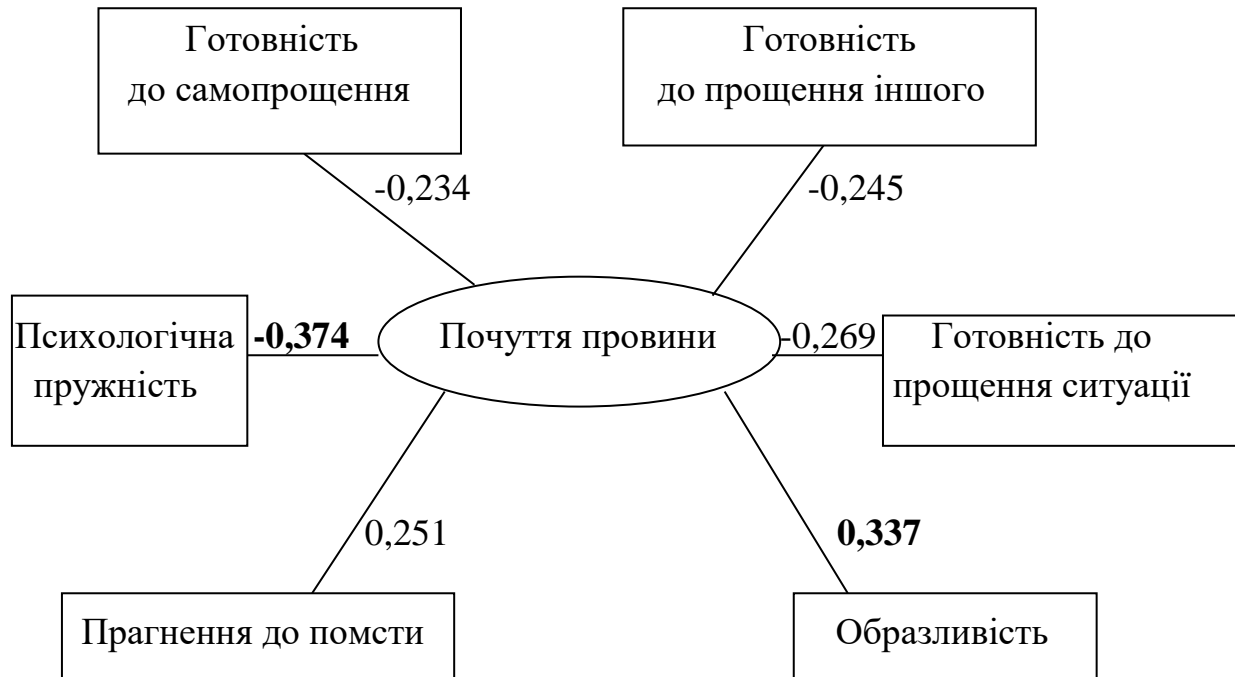 Готовність
до самопрощення
Готовність
до прощення іншого
-0,234
-0,245
Психологічна
пружність
-0,374
Почуття провини
-0,269
Готовність до
прощення ситуації
0,251
0,337
Прагнення до помсти
Образливість